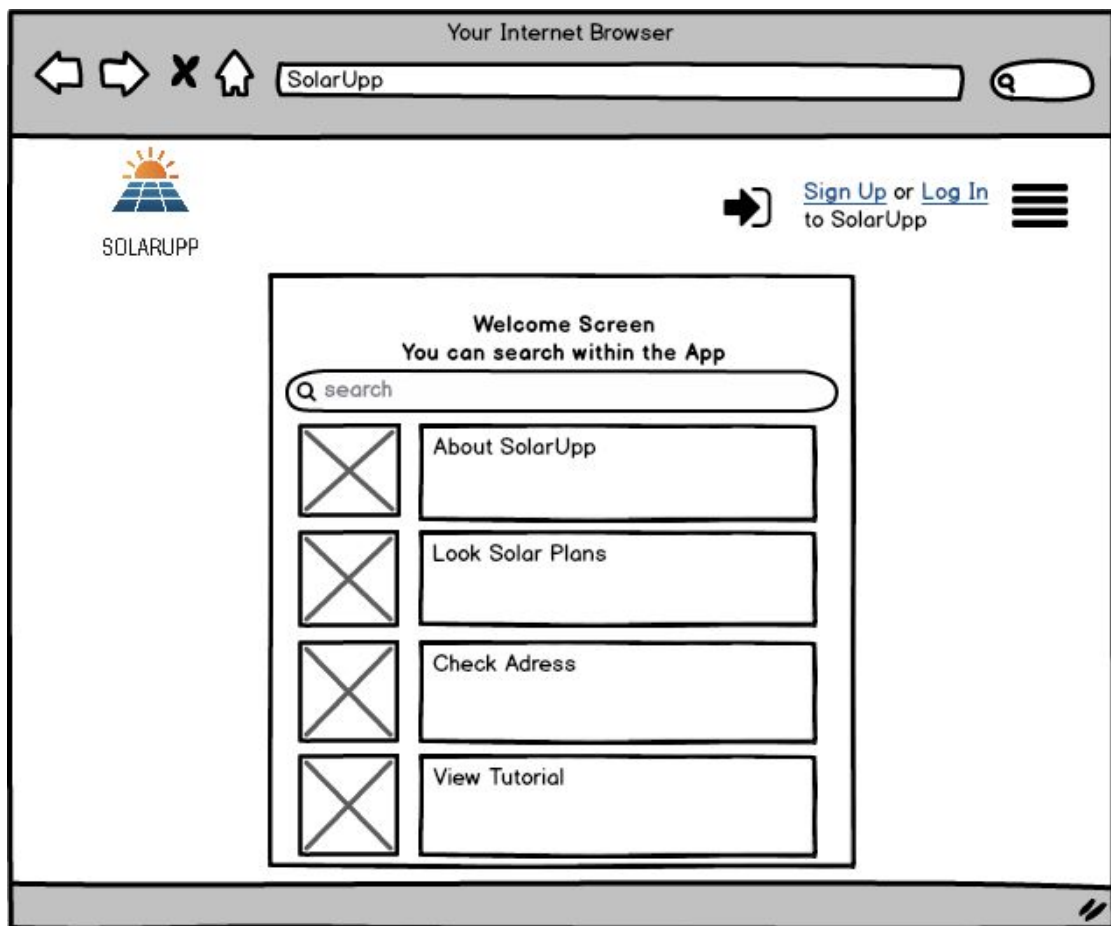 Your Internet Browser
SolarUpp
SOLARUPP
Sign Up or Log In
to SolarUpp
Welcome Screen
You can search within the App
search
About SolarUpp
Look Solar Plans
Check Adress
View Tutorial